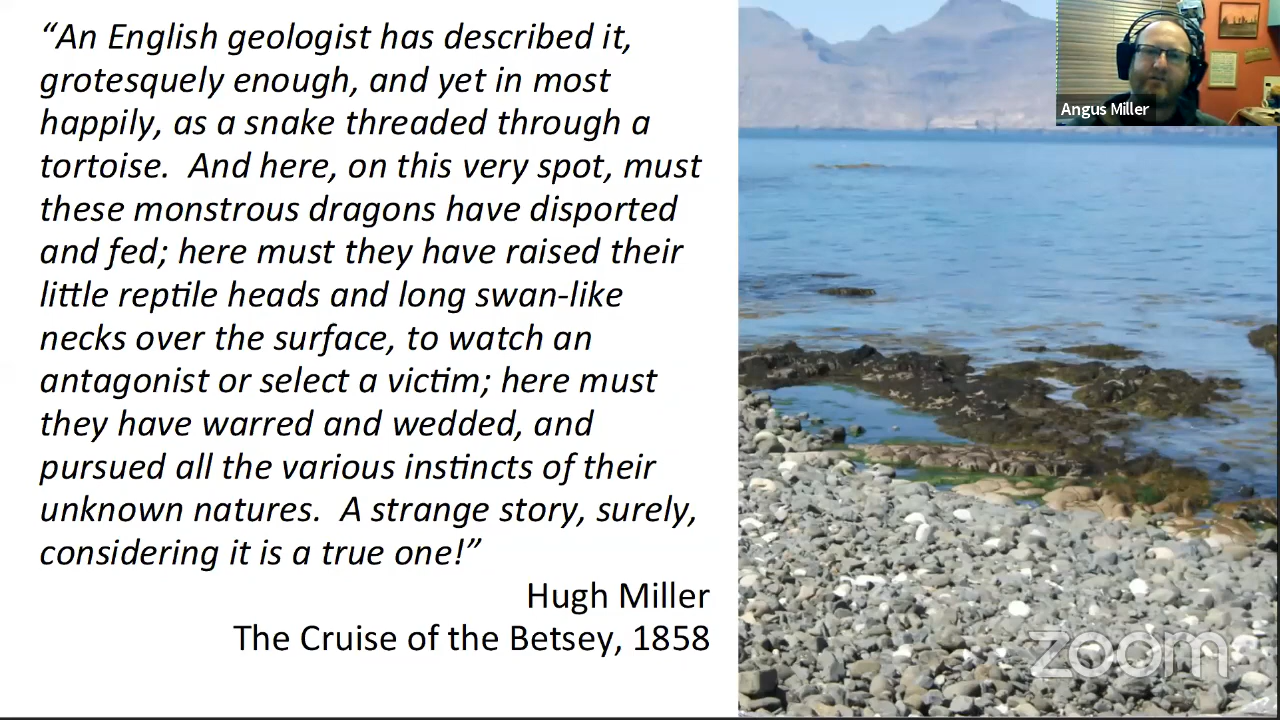 “An English geologist has described it,
grotesquely enough, and yet in most
happily, as a snake threaded through a
tortoise.  And here, on this very spot, must
these monstrous dragons have disported
and fed; here must they have raised their
little reptile heads and long swan-like
necks over the surface, to watch an
antagonist or select a victim; here must
they have warred and wedded, and
pursued all the various instincts of their
unknown natures.  A strange story, surely,
considering it is a true one!”
Hugh Miller
The Cruise of the Betsey, 1858
Angus Miller
zoom